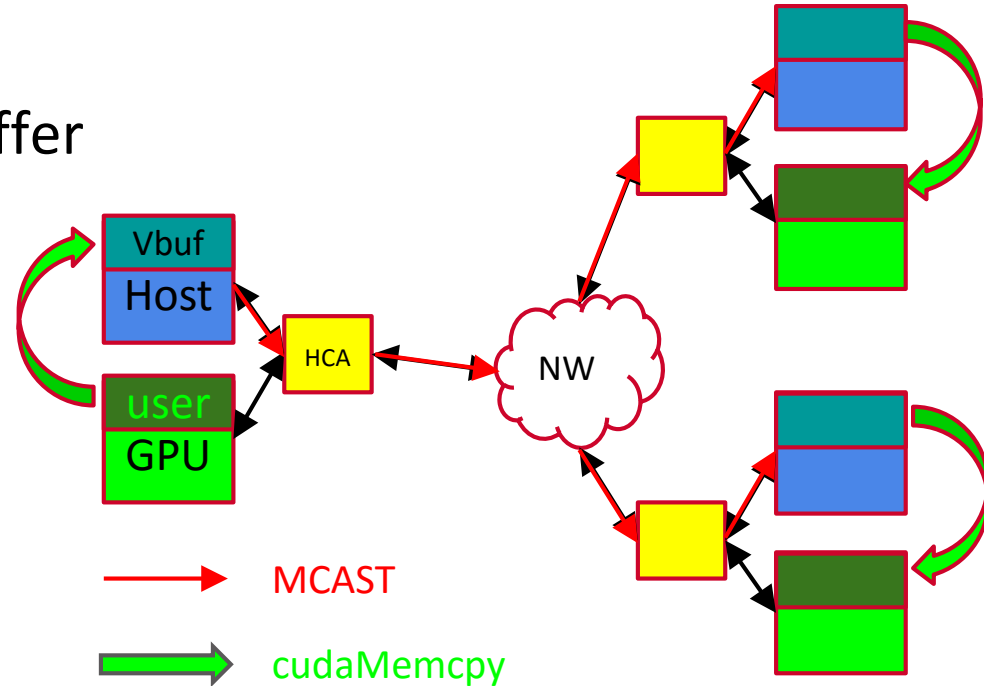 ffer
Vbuf
Host
HCA
user
GPU
NW
MCAST
cudaMemcpy